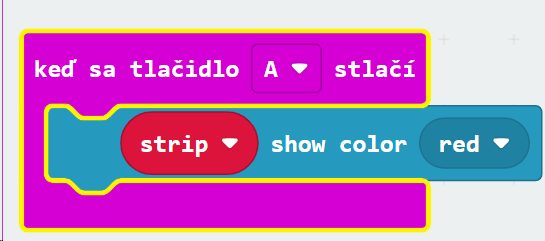 keď sa tlačidlo A stlačí
strip show color red